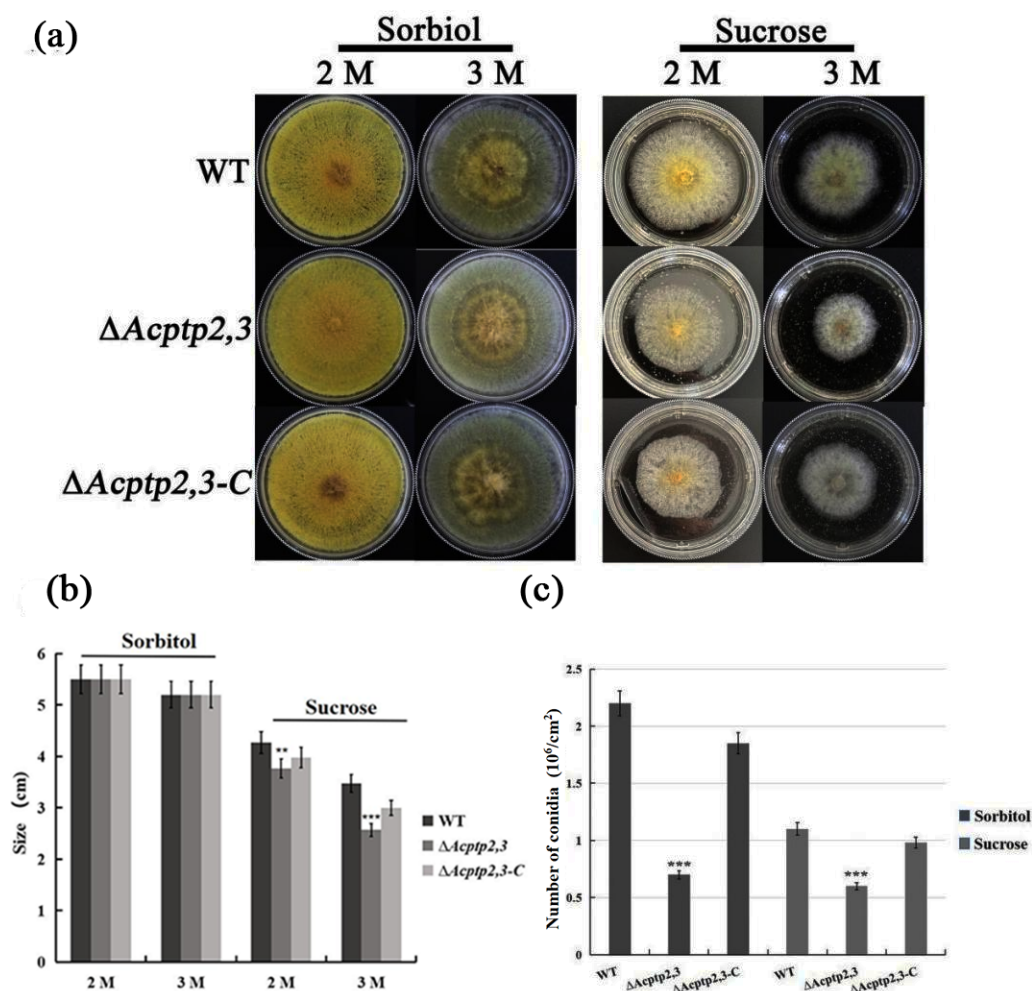 (a)
Sorbiol Sucrose
2 M 3 M 2 M 3 M
WT
ΔAcptp2,3
ΔAcptp2,3-C
(b)
Sorbitol
Sucrose
Size (cm)
6
5
4
3
2
1
0
**
***
2 M 3 M 2 M 3 M
WT
ΔAcptp2,3
ΔAcptp2,3-C
(c)
Number of conidia (10⁶/cm²)
2.5
2
1.5
1
0.5
0
***
***
WT ΔAcptp2,3 ΔAcptp2,3-C WT ΔAcptp2,3 ΔAcptp2,3-C
Sorbitol
Sucrose